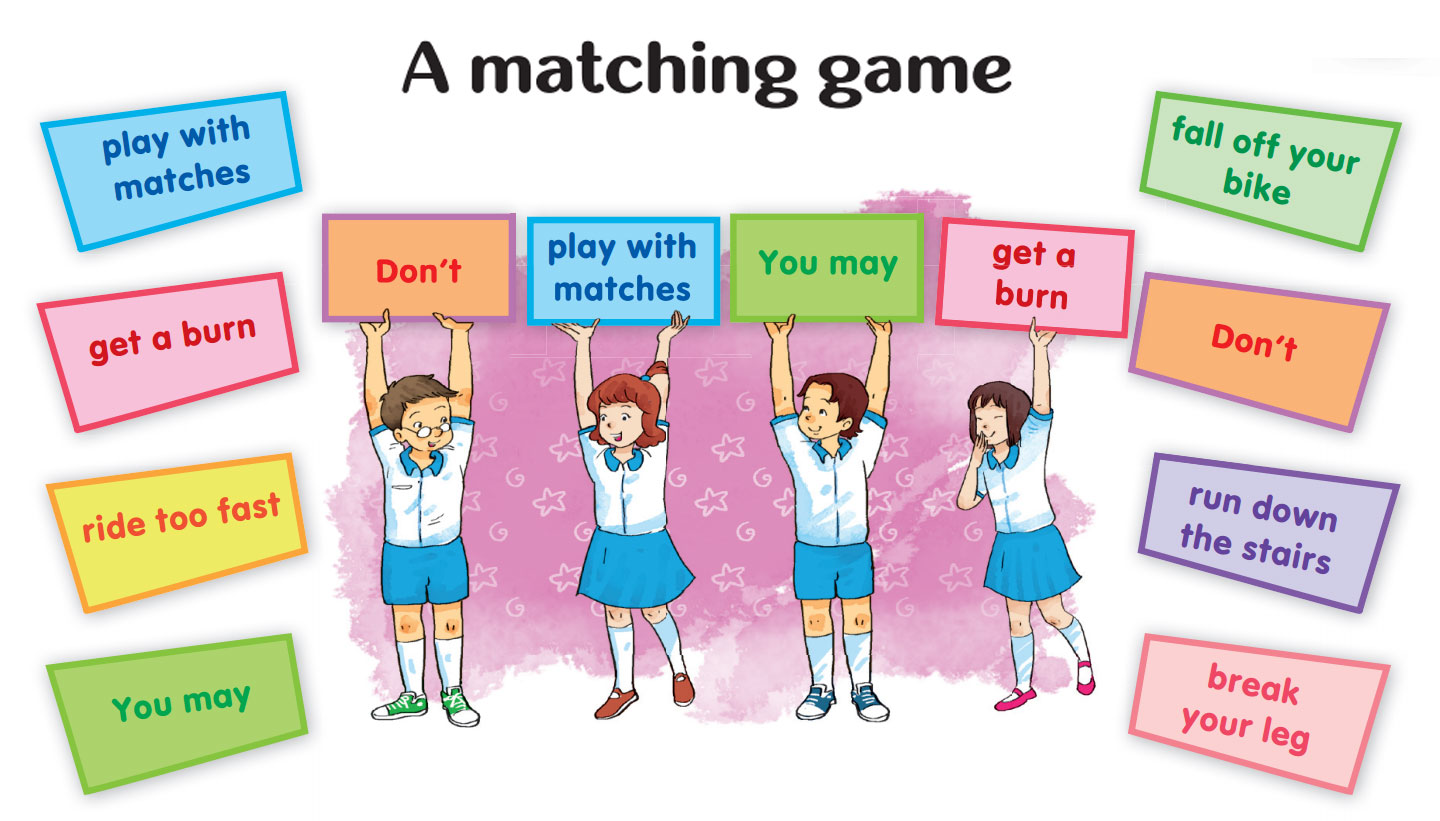 A matching game
play with
matches
get a burn
ride too fast
You may
Don't
play with
matches
You may
get a
burn
fall off your
bike
Don't
run down
the stairs
break
your leg